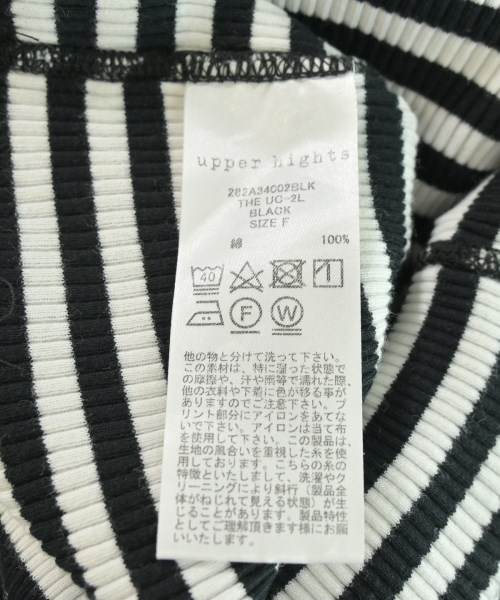 upper hights
282A34002BLK
THE UC-2L
BLACK
SIZE F
綿 100%
40
F W
他の物と分けて洗って下さい。
この素材は、特に湿った状態で
の摩擦や、汗や雨等で濡れた際、
他の衣料や下着に色が移る事が
ありますのでご注意下さい。プ
リント部分にアイロンをあてな
いで下さい。アイロンは当て布
を使用して下さい。この製品は、
生地の風合いを重視した糸を使
用しております。こちらの糸の
特徴といたしまして、洗濯やク
リーニングにより斜行（製品全
体がねじれて見える状態）が生
じることがあります。製品特性
としてご理解頂きます様にお願
いいたします。